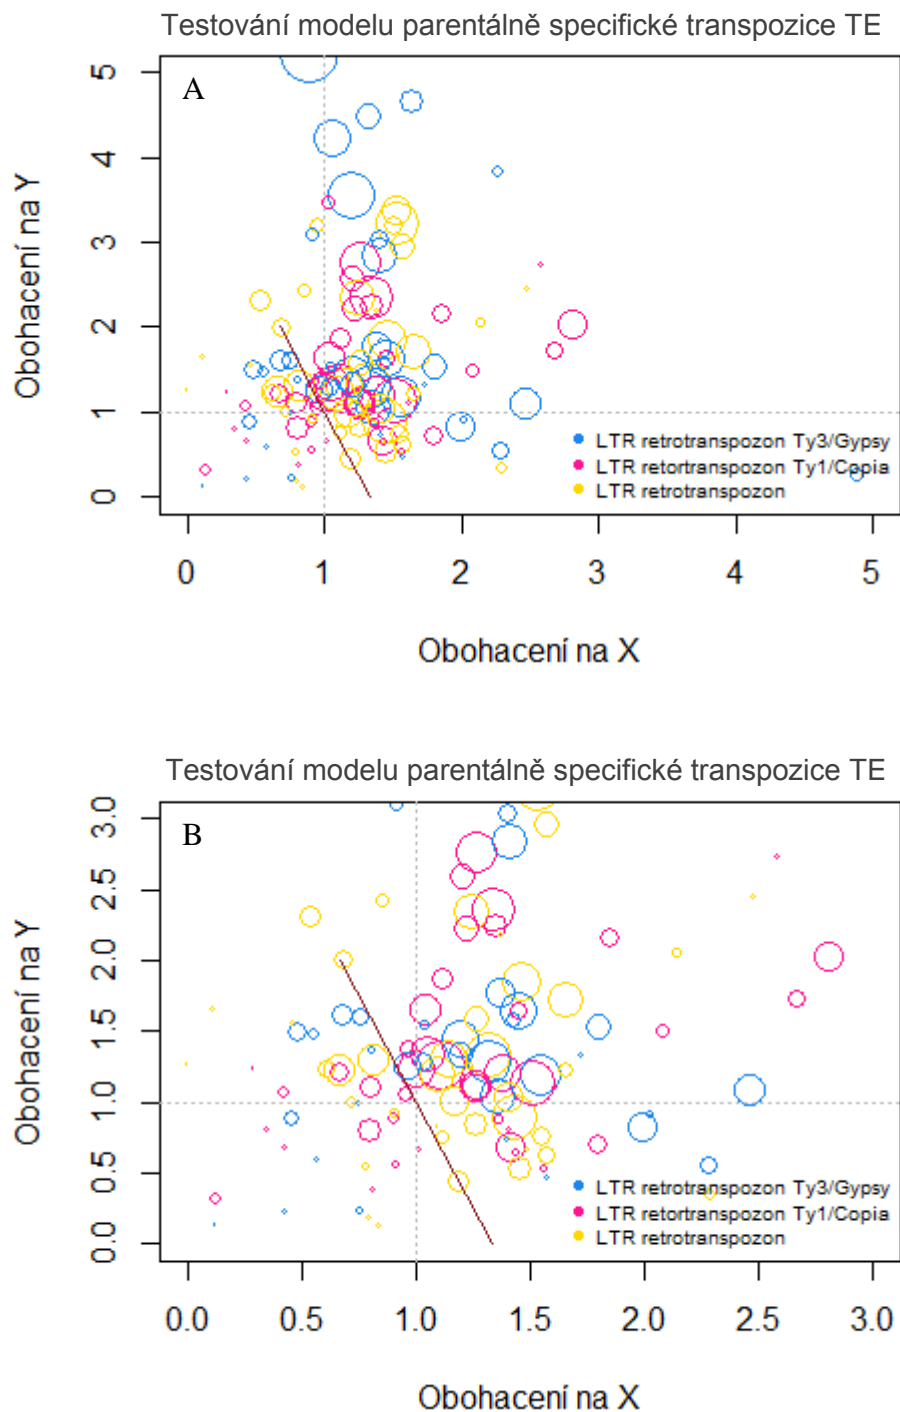 Testování modelu parentálně specifické transpozice TE
A
5
4
3
2
1
0
Obohacení na Y
LTR retrotranspozon Ty3/Gypsy
LTR retortranspozon Ty1/Copia
LTR retrotranspozon
0 1 2 3 4 5
Obohacení na X
Testování modelu parentálně specifické transpozice TE
B
3.0
2.5
2.0
1.5
1.0
0.5
0.0
Obohacení na Y
LTR retrotranspozon Ty3/Gypsy
LTR retortranspozon Ty1/Copia
LTR retrotranspozon
0.0 0.5 1.0 1.5 2.0 2.5 3.0
Obohacení na X